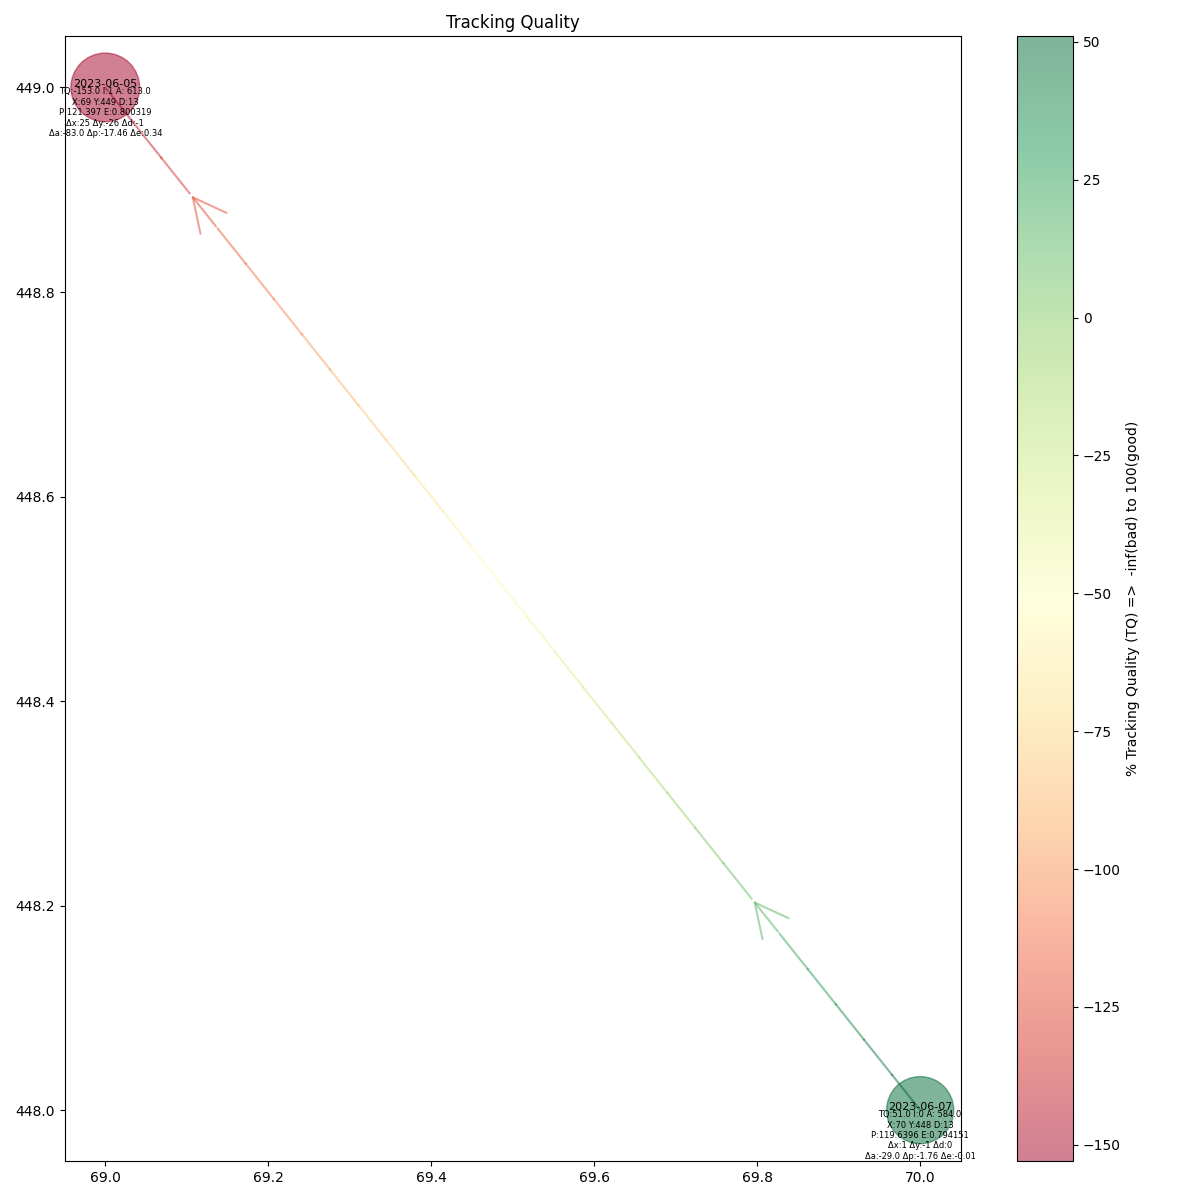 Tracking Quality
449.0
448.8
448.6
448.4
448.2
448.0
2023-06-05
TQ:-153.0 I:1 A: 613.0
X:69 Y:449 D:13
P:121.397 E:0.800319
Δx:25 Δy:-26 Δd:-1
Δa:-83.0 Δp:-17.46 Δe:0.34
2023-06-07
TQ:51.0 I:0 A: 584.0
X:70 Y:448 D:13
P:119.6396 E:0.794151
Δx:1 Δy:-1 Δd:0
Δa:-29.0 Δp:-1.76 Δe:-0.01
69.0 69.2 69.4 69.6 69.8 70.0
50
25
0
−25
−50
−75
−100
−125
−150
% Tracking Quality (TQ) => -inf(bad) to 100(good)